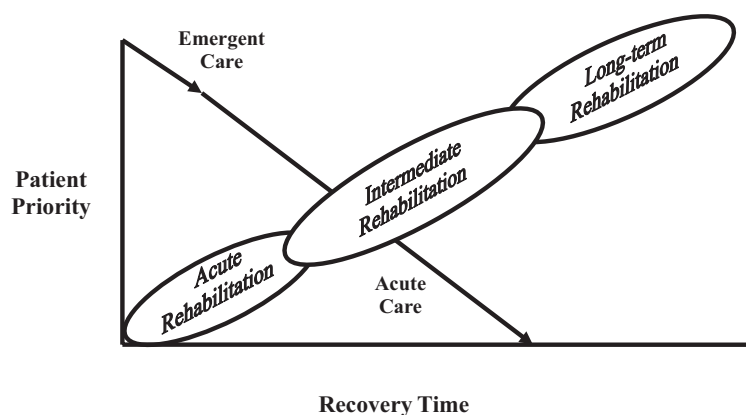 Emergent
Care
Long-term
Rehabilitation
Intermediate
Rehabilitation
Patient
Priority
Acute
Rehabilitation
Acute
Care
Recovery Time